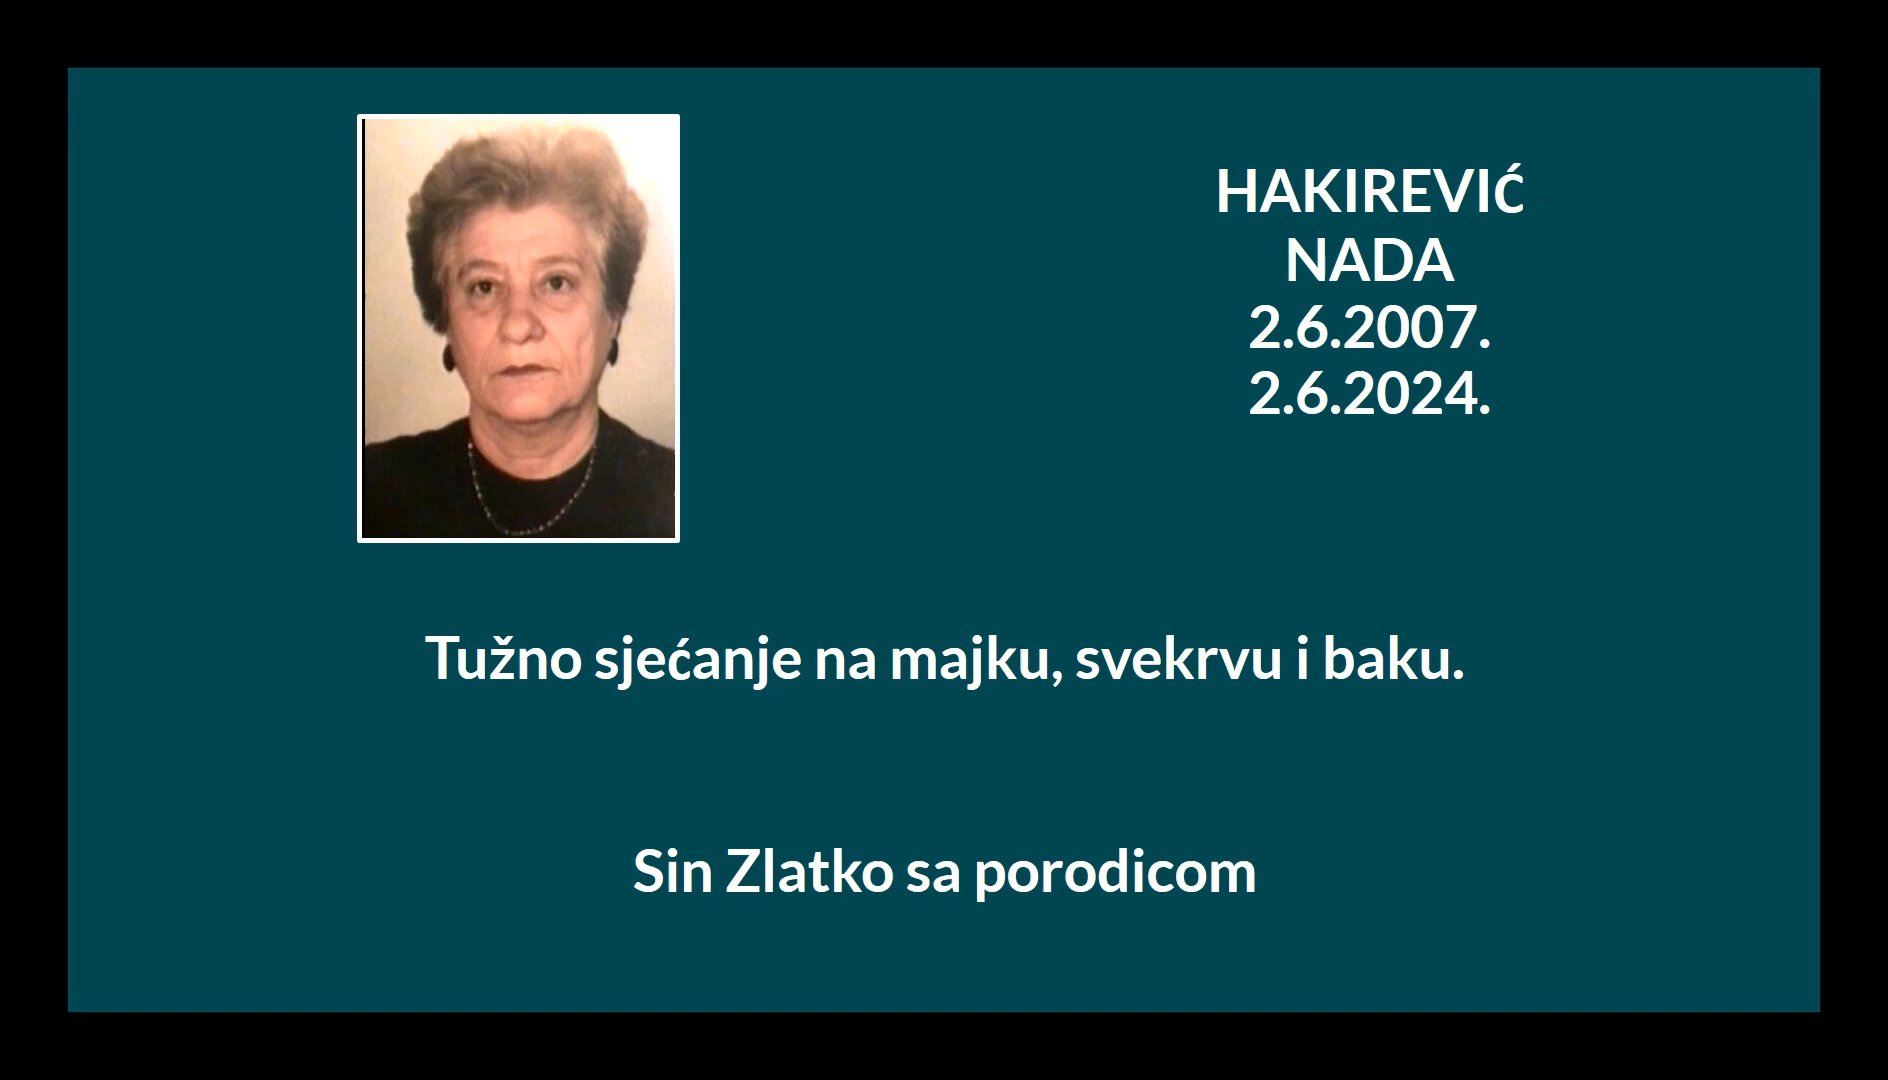 HAKIREVIĆ
NADA
2.6.2007.
2.6.2024.
Tužno sjećanje na majku, svekrvu i baku.
Sin Zlatko sa porodicom